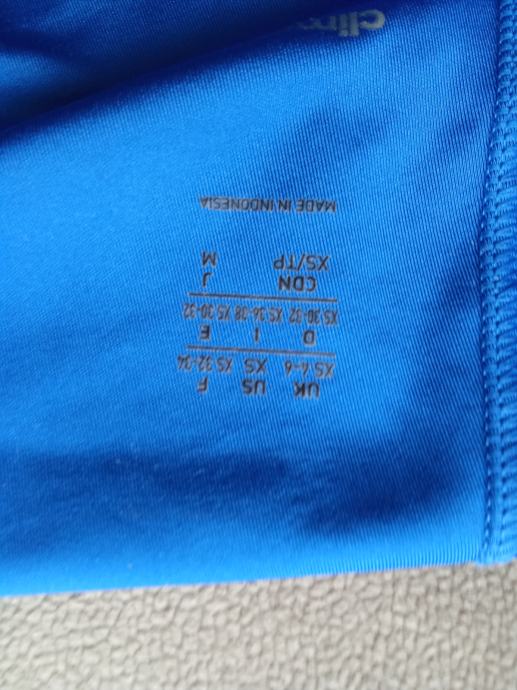 UK US F
XS 4-6 XS XS 32-34
D I E
XS 30-32 XS 36-38 XS 30-32
CDN J
XS/TP M
MADE IN INDONESIA